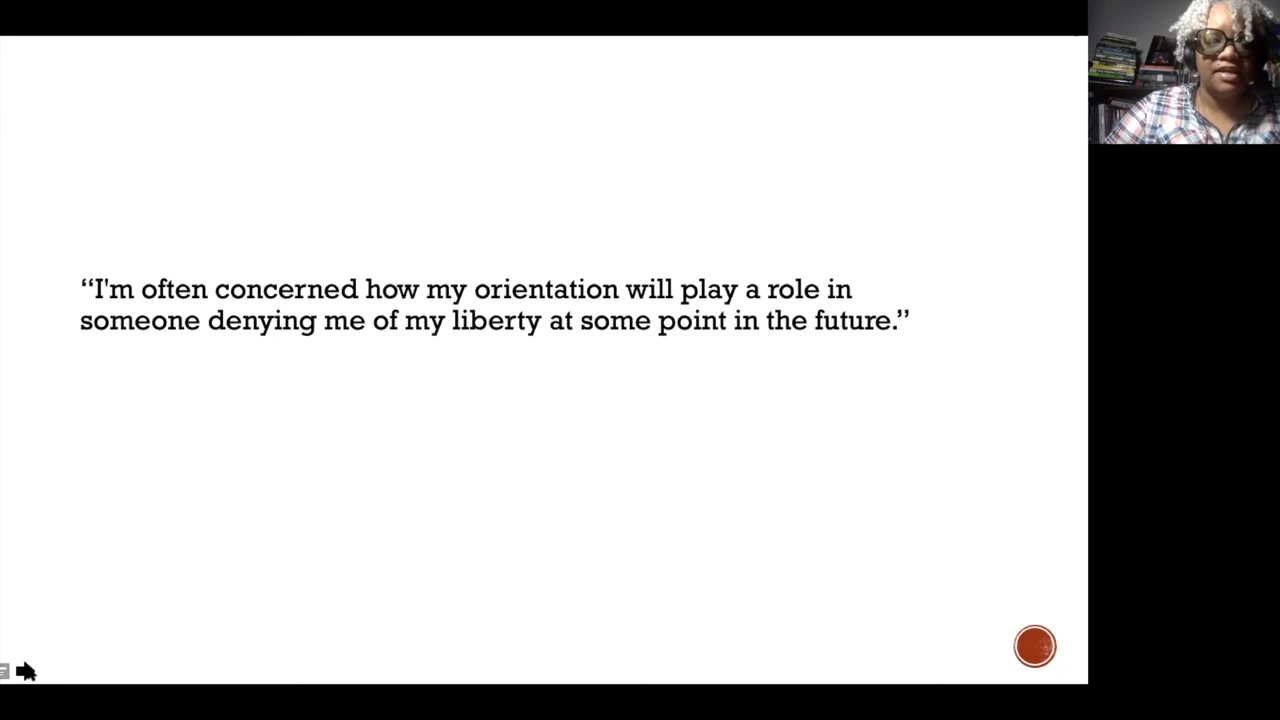 “I'm often concerned how my orientation will play a role in
someone denying me of my liberty at some point in the future.”